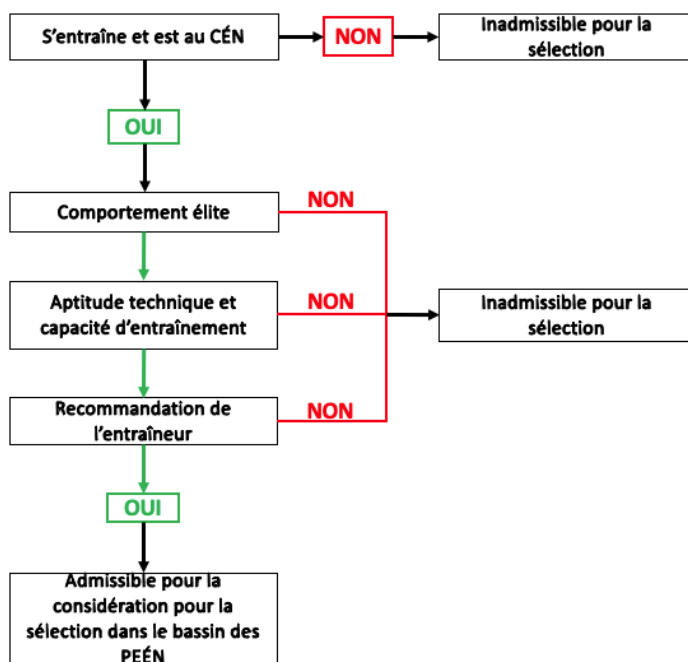 S'entraîne et est au CÉN
NON
Inadmissible pour la
sélection
OUI
Comportement élite
NON
Aptitude technique et
capacité d'entraînement
NON
Inadmissible pour la
sélection
Recommandation de
l'entraîneur
NON
OUI
Admissible pour la
considération pour la
sélection dans le bassin des
PEÉN